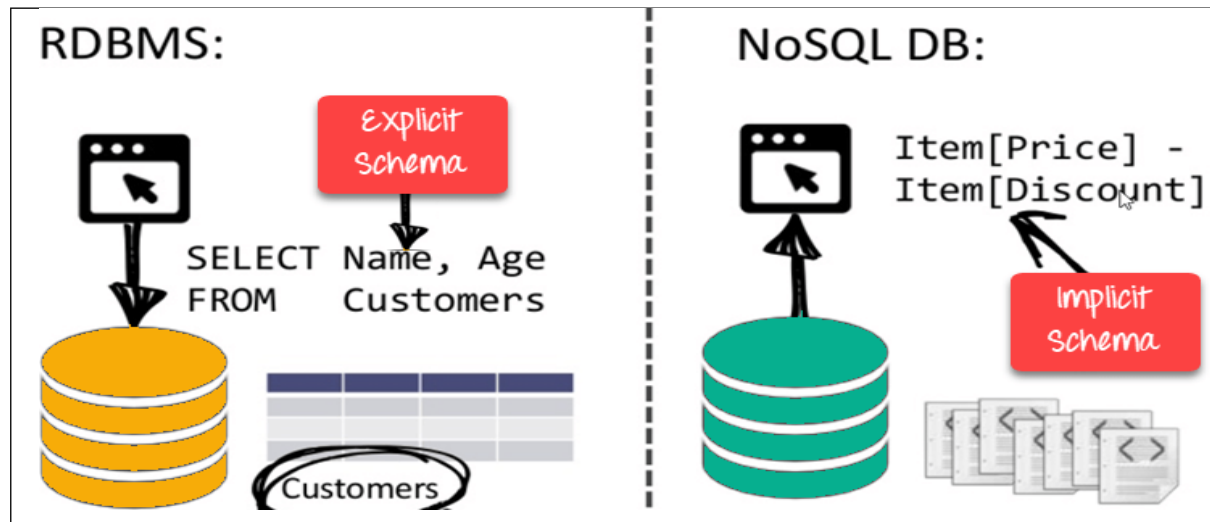 RDBMS:
Explicit
Schema
SELECT Name, Age
FROM Customers
Customers
NoSQL DB:
Item[Price] -
Item[Discount]
Implicit
Schema